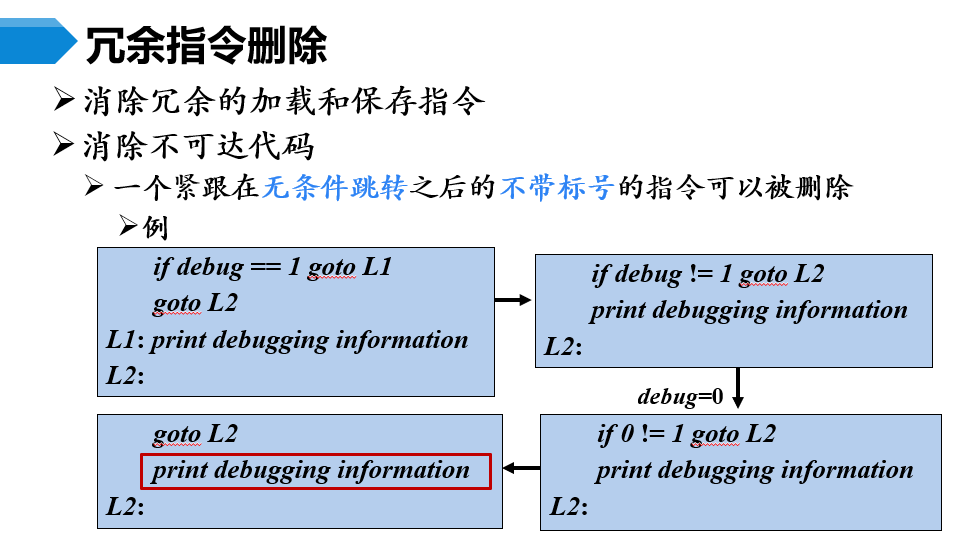 冗余指令删除
消除冗余的加载和保存指令
消除不可达代码
一个紧跟在无条件跳转之后的不带标号的指令可以被删除
例
if debug == 1 goto L1
goto L2
L1: print debugging information
L2:
if debug != 1 goto L2
print debugging information
L2:
debug=0
if 0 != 1 goto L2
print debugging information
L2:
goto L2
print debugging information
L2: